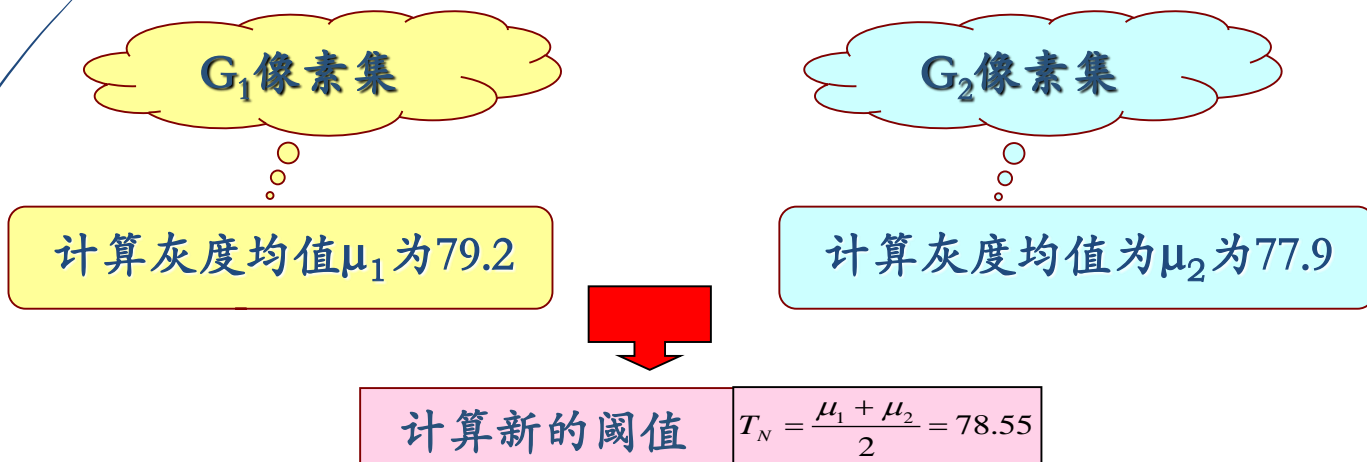 G₁像素集
G₂像素集
计算灰度均值μ₁为79.2
计算灰度均值为μ₂为77.9
计算新的阈值 T_N = (μ₁ + μ₂) / 2 = 78.55